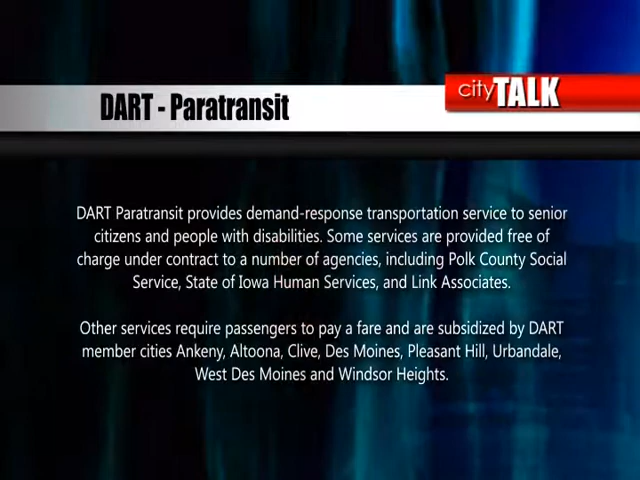 cityTALK
DART - Paratransit
DART Paratransit provides demand-response transportation service to senior
citizens and people with disabilities. Some services are provided free of
charge under contract to a number of agencies, including Polk County Social
Service, State of Iowa Human Services, and Link Associates.
Other services require passengers to pay a fare and are subsidized by DART
member cities Ankeny, Altoona, Clive, Des Moines, Pleasant Hill, Urbandale,
West Des Moines and Windsor Heights.